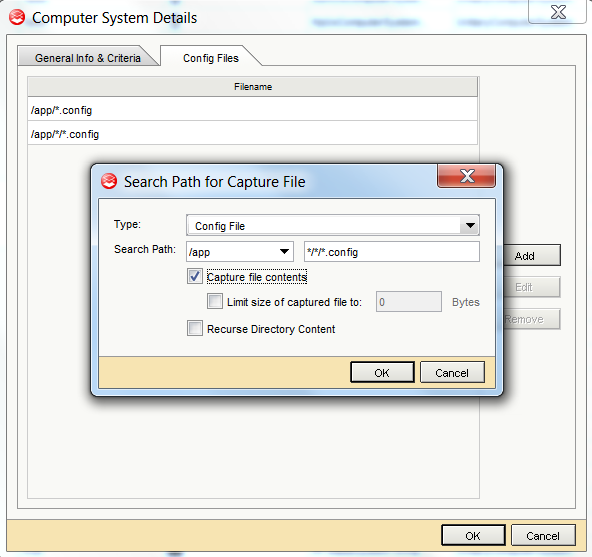 Computer System Details
General Info & Criteria
Config Files
Filename
/app/*.config
/app/*/*.config
Search Path for Capture File
Type: Config File
Search Path: /app */*/*.config
Capture file contents
Limit size of captured file to: 0 Bytes
Recurse Directory Content
OK Cancel
Add
Edit
Remove
OK Cancel